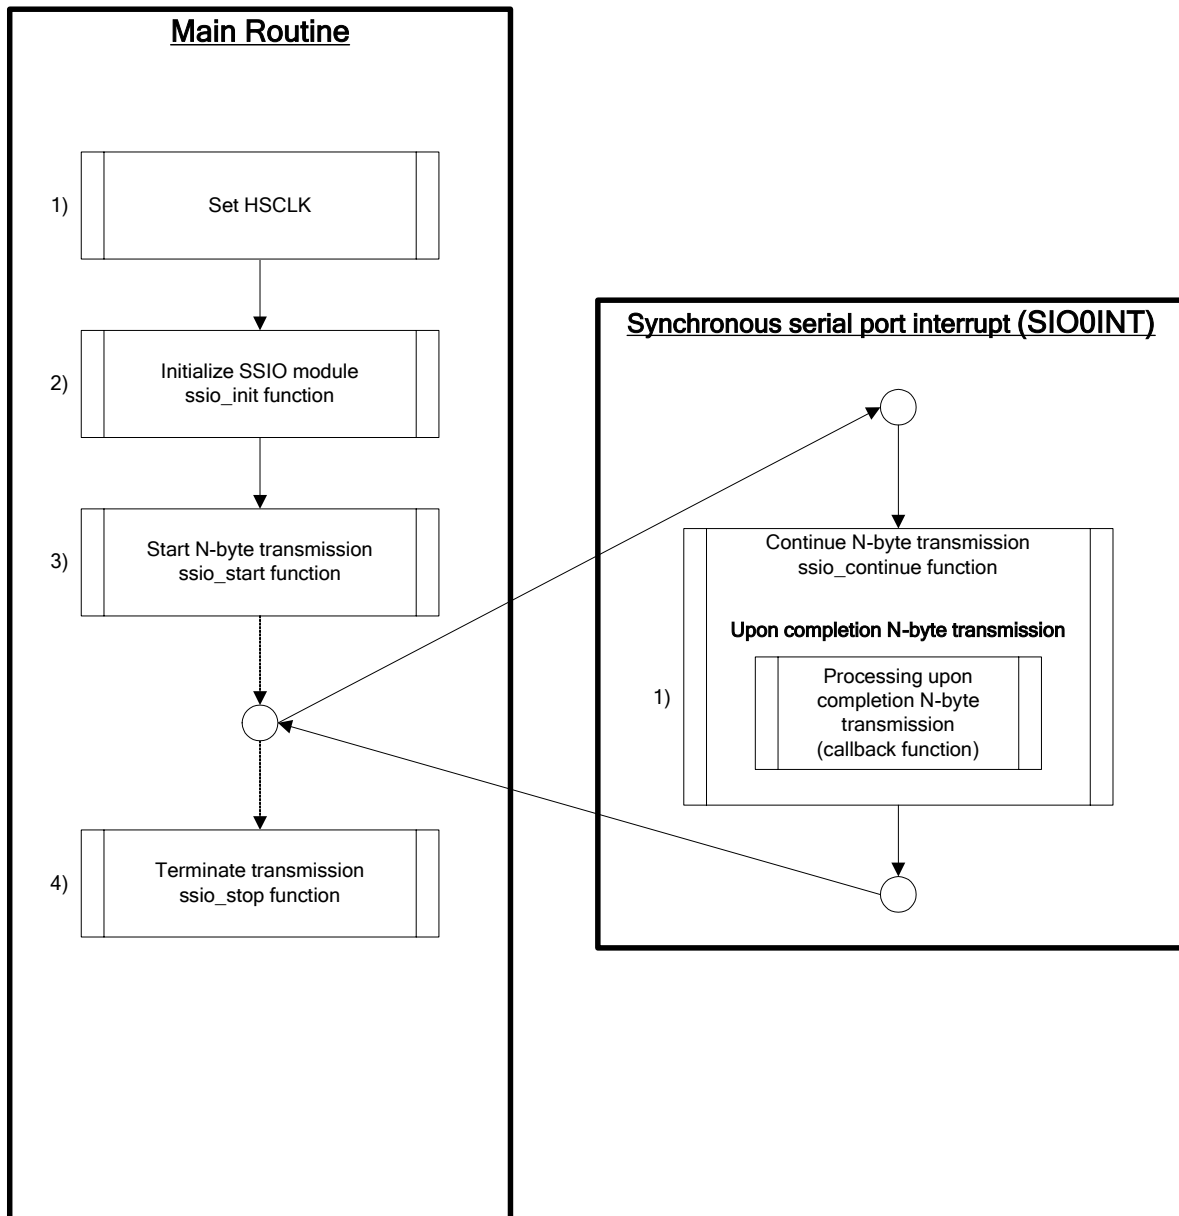 Main Routine
1)
Set HSCLK
2)
Initialize SSIO module
ssio_init function
3)
Start N-byte transmission
ssio_start function
4)
Terminate transmission
ssio_stop function
Synchronous serial port interrupt (SIO0INT)
Continue N-byte transmission
ssio_continue function
Upon completion N-byte transmission
1)
Processing upon
completion N-byte
transmission
(callback function)